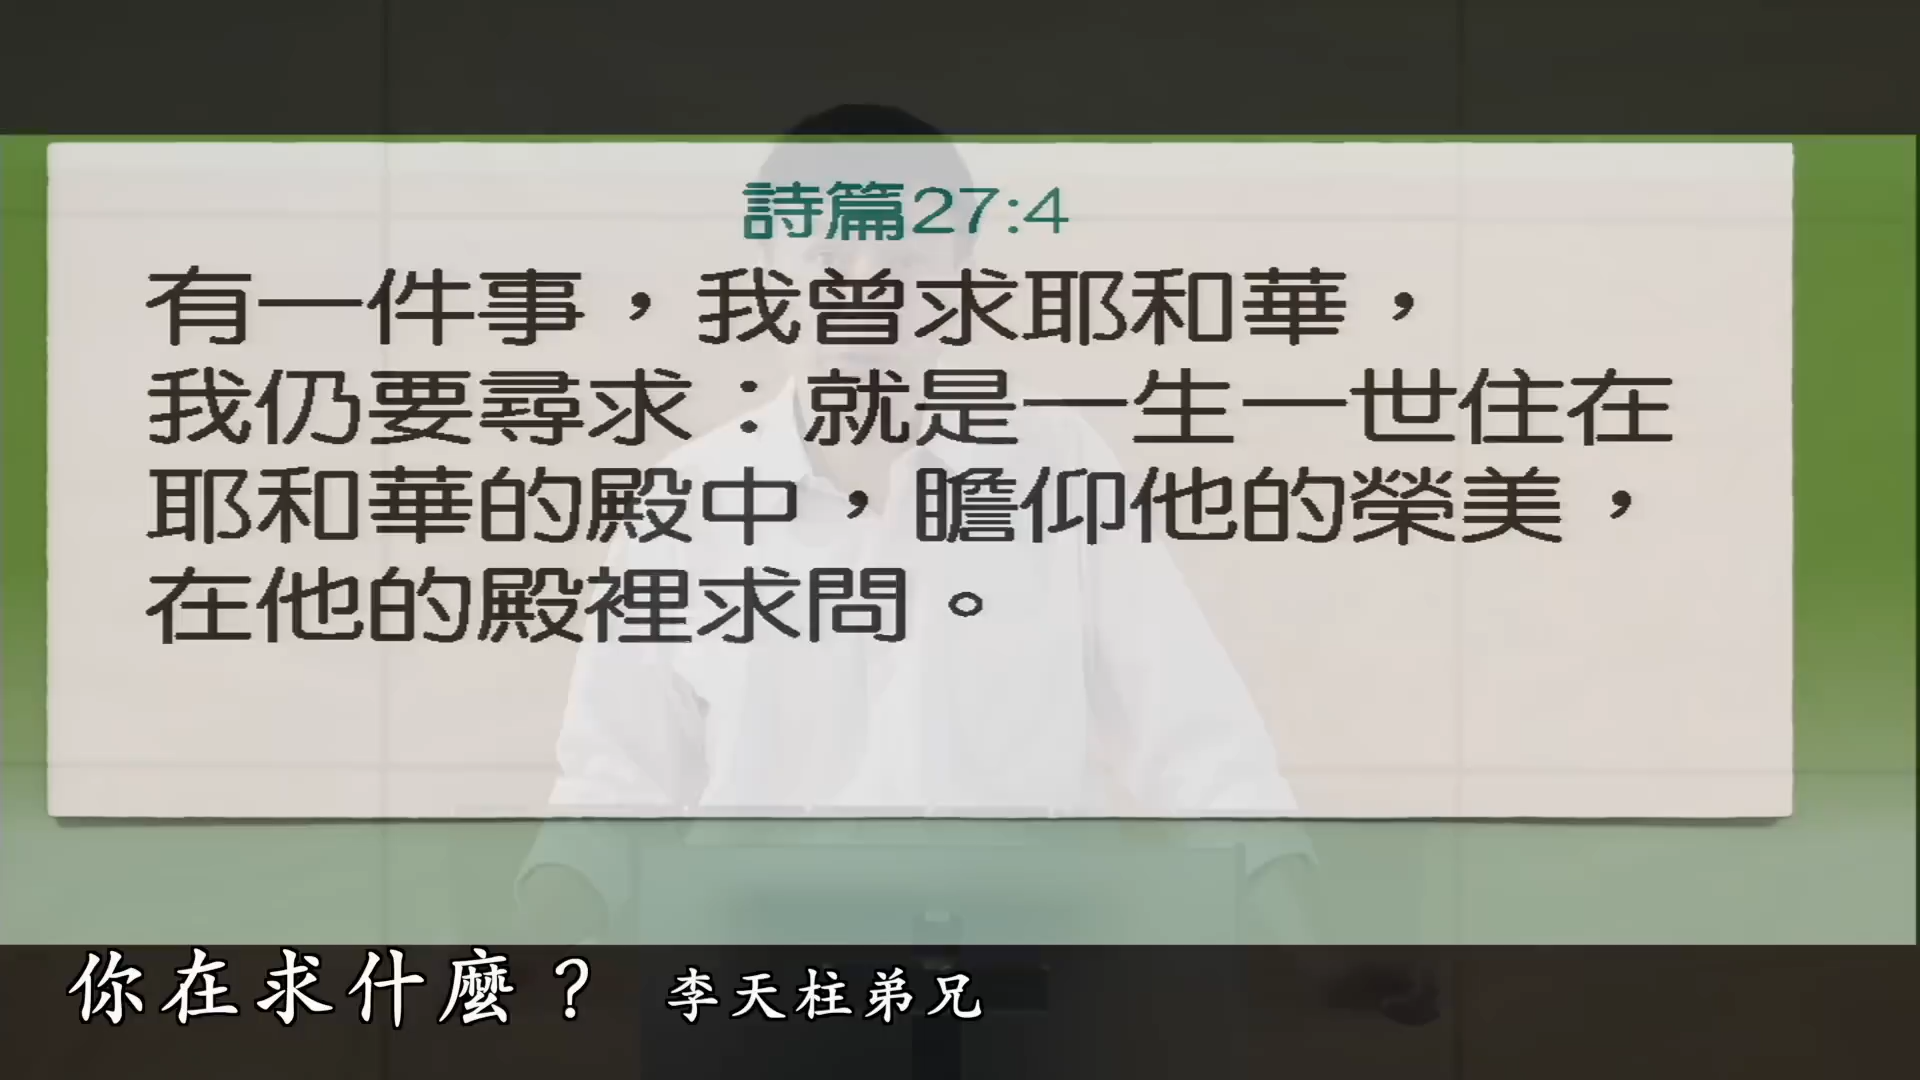 詩篇27:4
有一件事，我曾求耶和華，
我仍要尋求：就是一生一世住在
耶和華的殿中，瞻仰他的榮美，
在他的殿裡求問。
你在求什麼？ 李天柱弟兄